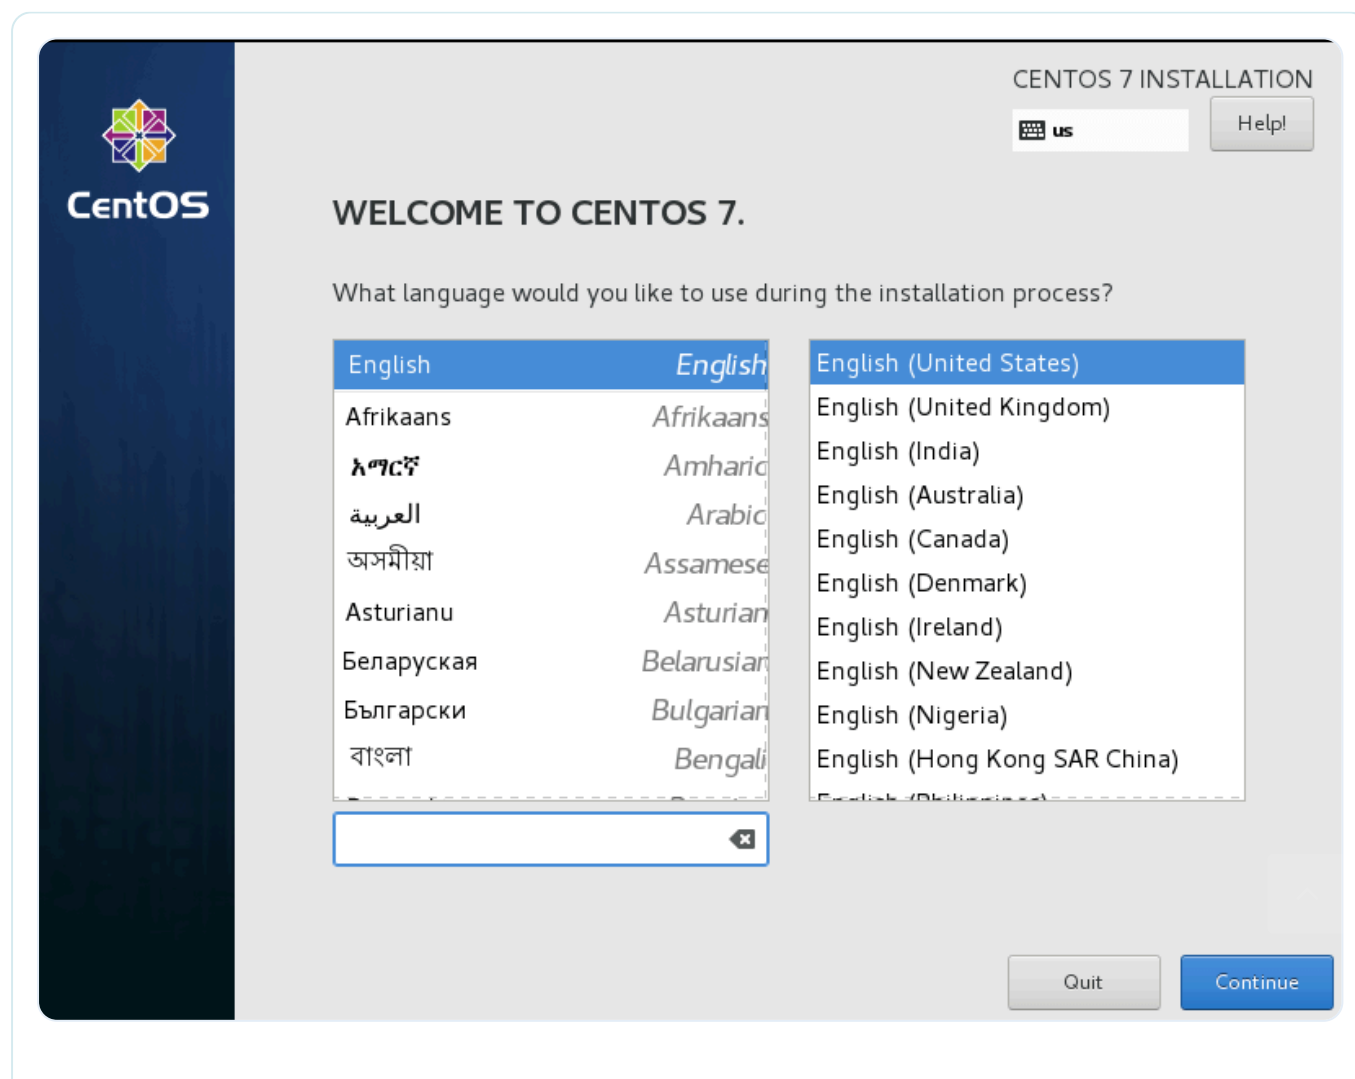 CENTOS 7 INSTALLATION
us
Help!
CentOS
WELCOME TO CENTOS 7.
What language would you like to use during the installation process?
English English
Afrikaans Afrikaans
አማርኛ Amharic
العربية Arabic
অসমীয়া Assamese
Asturianu Asturian
Беларуская Belarusian
Български Bulgarian
বাংলা Bengali
English (United States)
English (United Kingdom)
English (India)
English (Australia)
English (Canada)
English (Denmark)
English (Ireland)
English (New Zealand)
English (Nigeria)
English (Hong Kong SAR China)
English (Philippines)
Quit
Continue